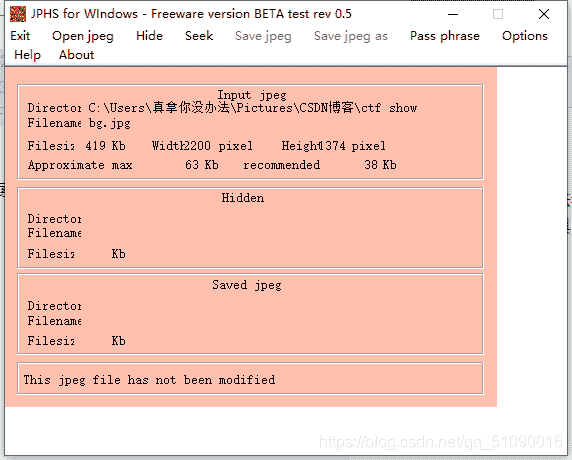 JPHS for WIndows - Freeware version BETA test rev 0.5
Exit Open jpeg Hide Seek Save jpeg Save jpeg as Pass phrase Options
Help About
Input jpeg
Director C:\Users\真拿你没办法\Pictures\CSDN博客\ctf show
Filename bg.jpg
Filesiz 419 Kb Width 2200 pixel Height 1374 pixel
Approximate max 63 Kb recommended 38 Kb
Hidden
Director
Filename
Filesiz Kb
Saved jpeg
Director
Filename
Filesiz Kb
This jpeg file has not been modified
https://blog.csdn.net/qq_51090016